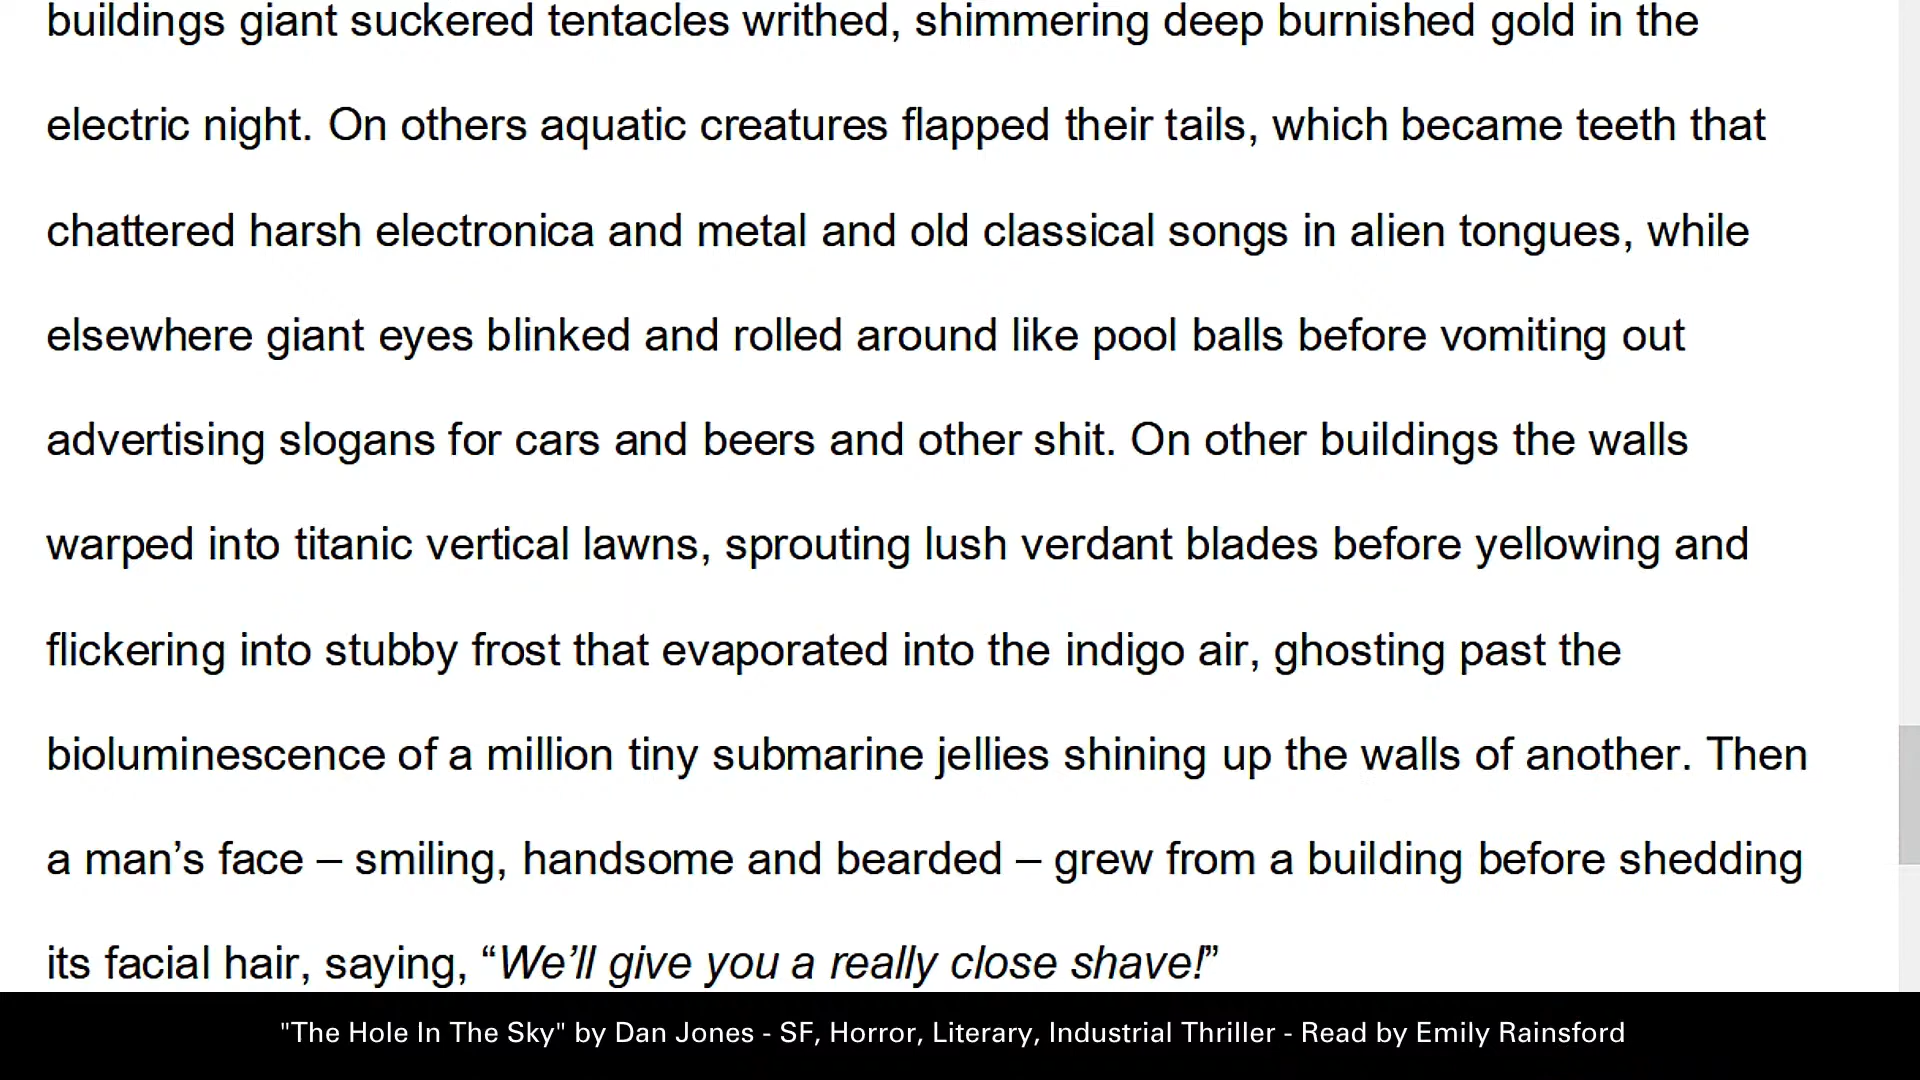 buildings giant suckered tentacles writhed, shimmering deep burnished gold in the
electric night. On others aquatic creatures flapped their tails, which became teeth that
chattered harsh electronica and metal and old classical songs in alien tongues, while
elsewhere giant eyes blinked and rolled around like pool balls before vomiting out
advertising slogans for cars and beers and other shit. On other buildings the walls
warped into titanic vertical lawns, sprouting lush verdant blades before yellowing and
flickering into stubby frost that evaporated into the indigo air, ghosting past the
bioluminescence of a million tiny submarine jellies shining up the walls of another. Then
a man’s face – smiling, handsome and bearded – grew from a building before shedding
its facial hair, saying, “We’ll give you a really close shave!”
"The Hole In The Sky" by Dan Jones - SF, Horror, Literary, Industrial Thriller - Read by Emily Rainsford